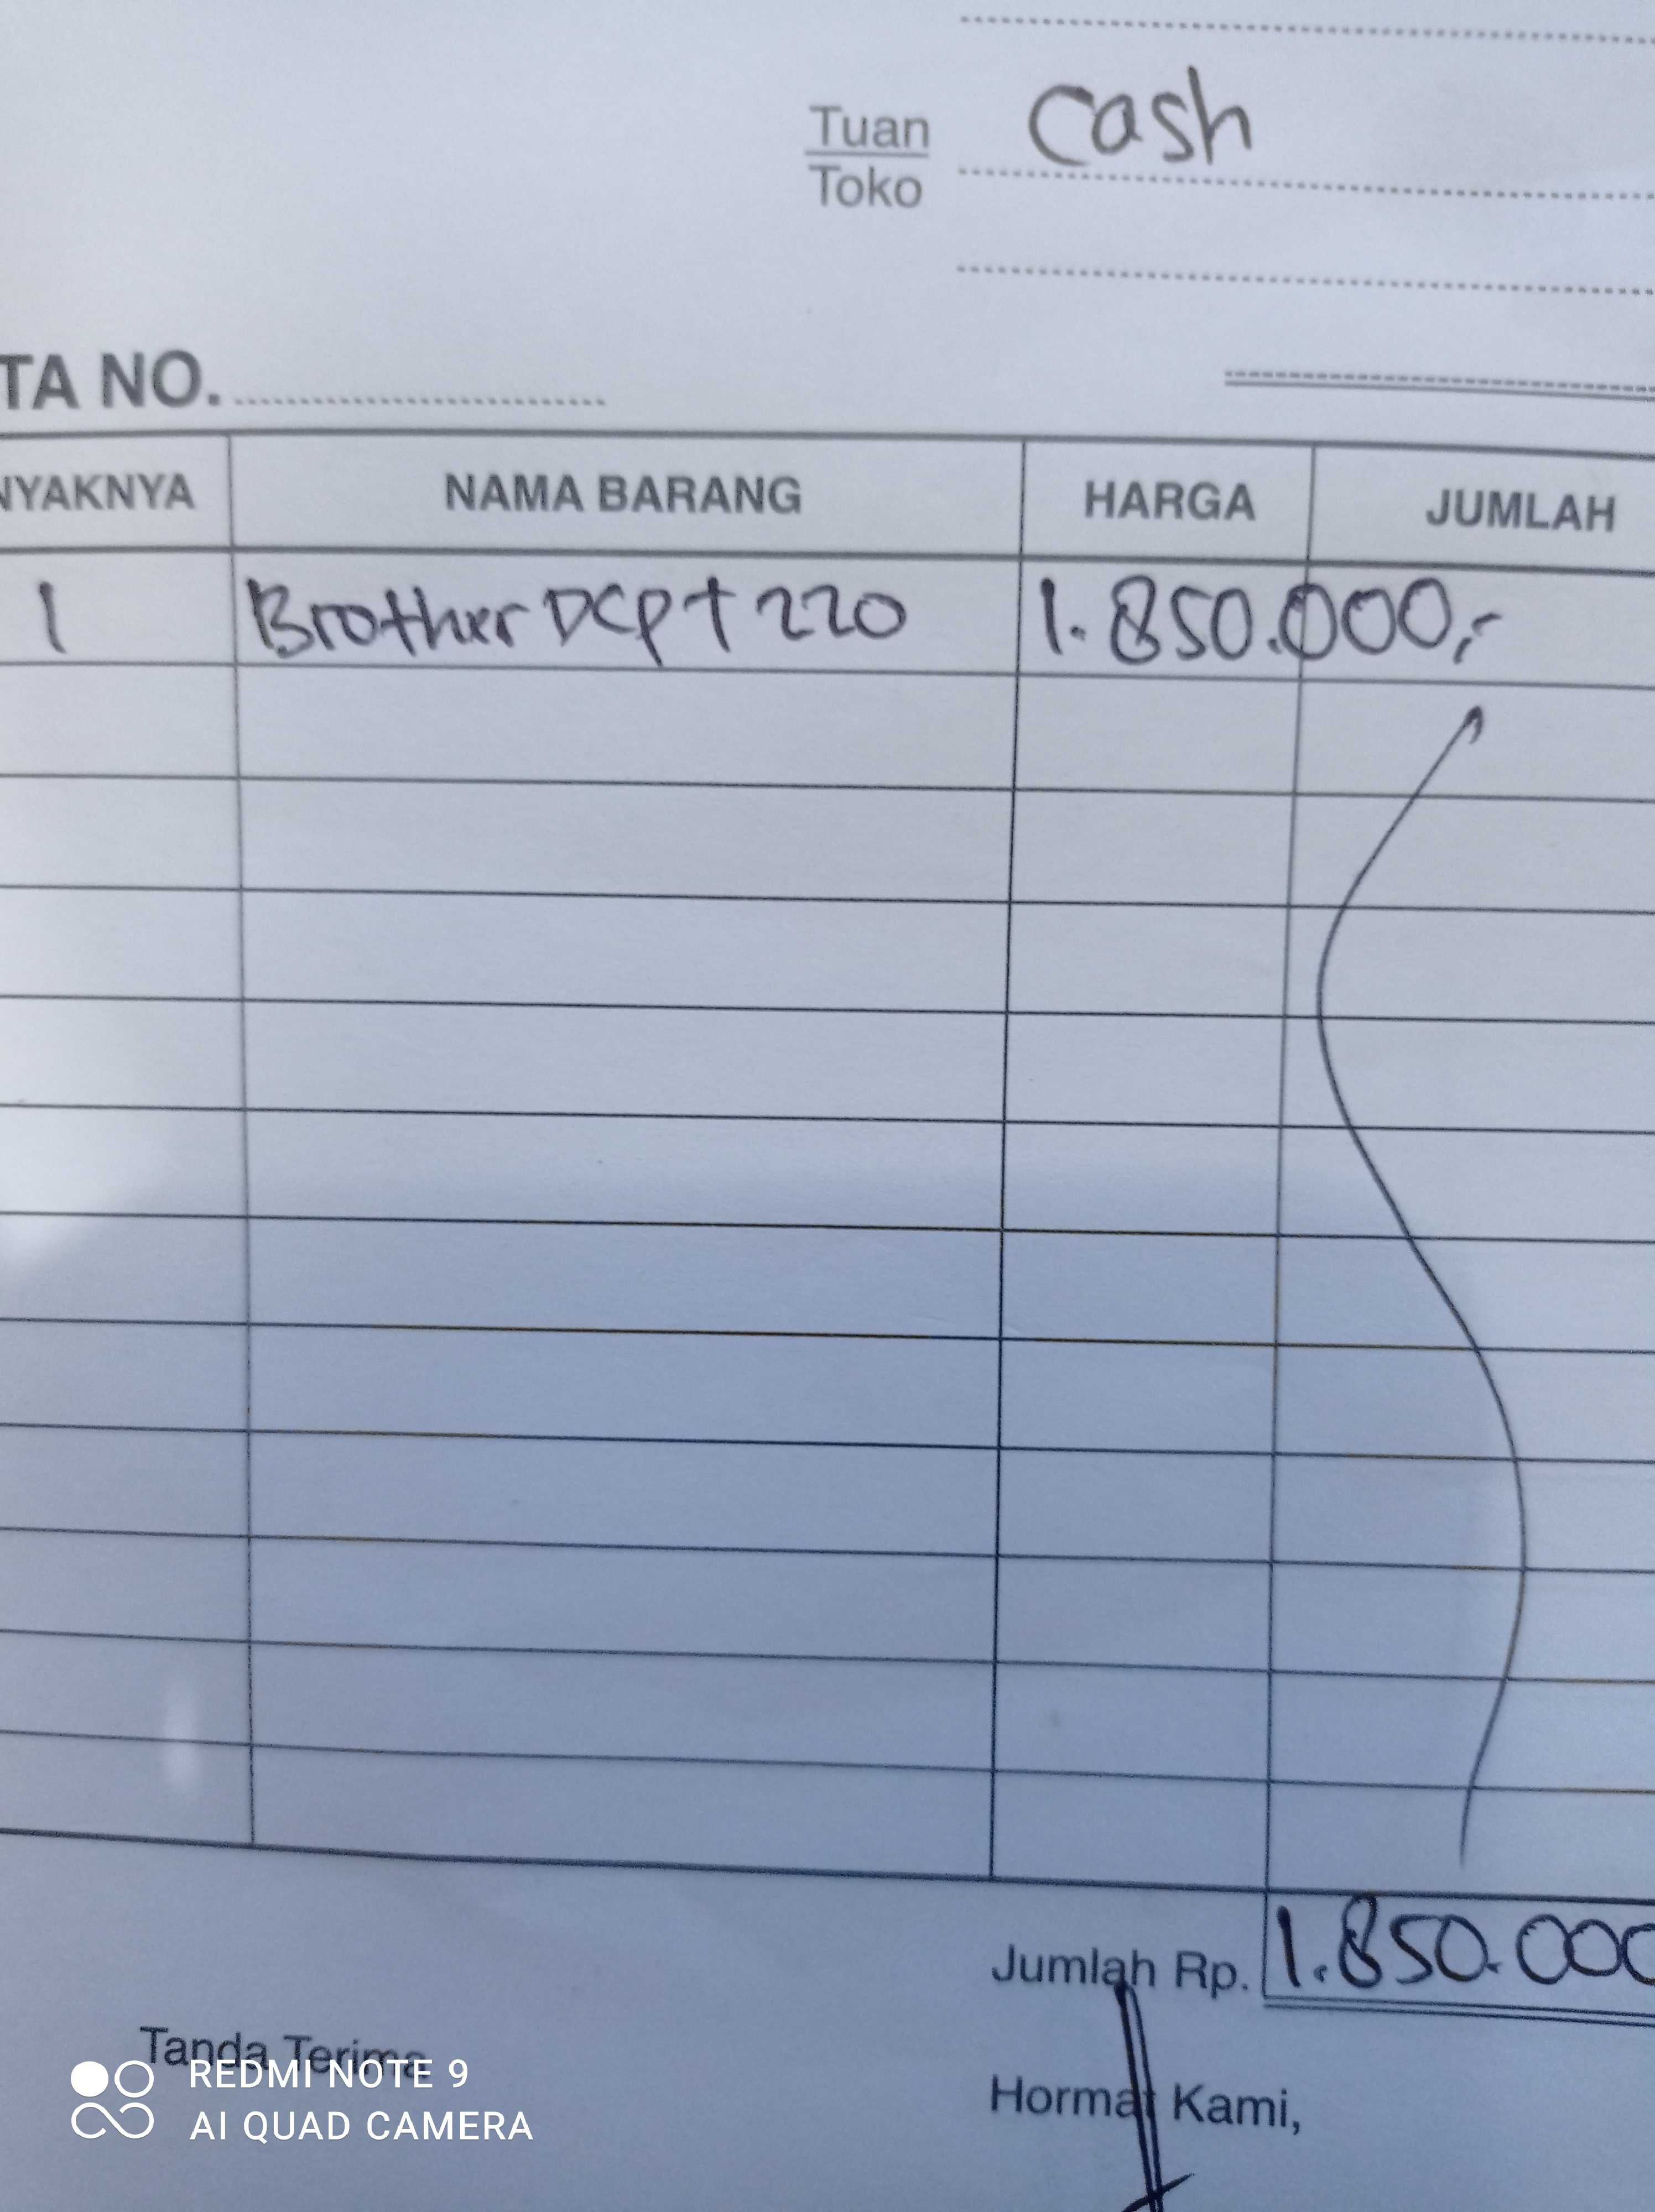 Tuan
Cash
Toko
TA NO.
NYAKNYA NAMA BARANG HARGA JUMLAH
1 Brother DCP T 220 1.850.000,-
Jumlah Rp. 1.850.000
Tanda Terima
Hormat Kami,
REDMI NOTE 9
AI QUAD CAMERA